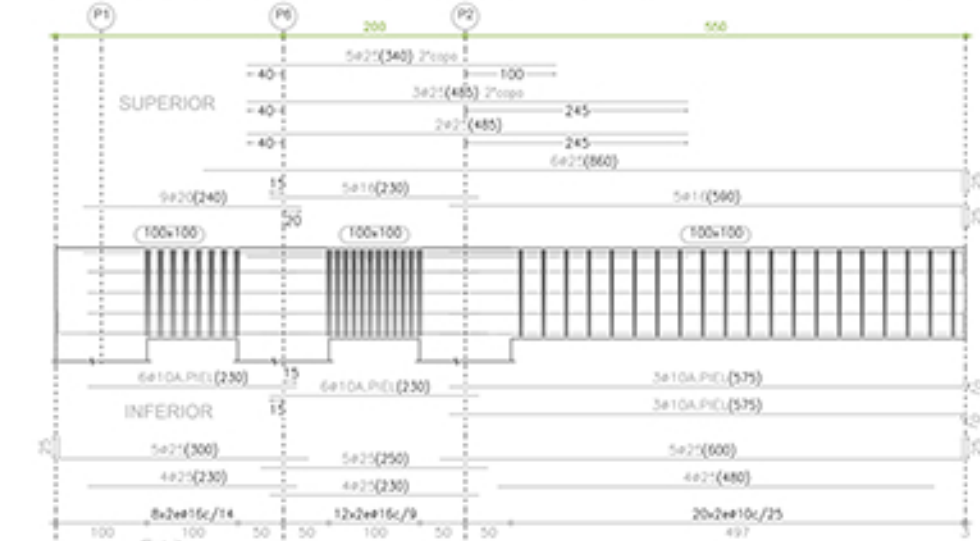 P1 P6 P2
200 550
5ø25(340) 2ªcapa
40 100
SUPERIOR 3ø25(485) 2ªcapa
40 245
2ø25(485)
40 245
6ø25(860)
15 5ø16(230)
9ø20(240) 5ø16(590)
20
100x100 100x100 100x100
15
6ø10A.PIEL(230) 3ø10A.PIEL(575)
6ø10A.PIEL(230)
INFERIOR 15 3ø10A.PIEL(575)
25
5ø25(300) 5ø25(600)
5ø25(250)
4ø25(230) 4ø25(480)
4ø25(230)
8x2eø16c/14 12x2eø16c/9 20x2eø10c/25
100 100 50 50 100 50 50 497